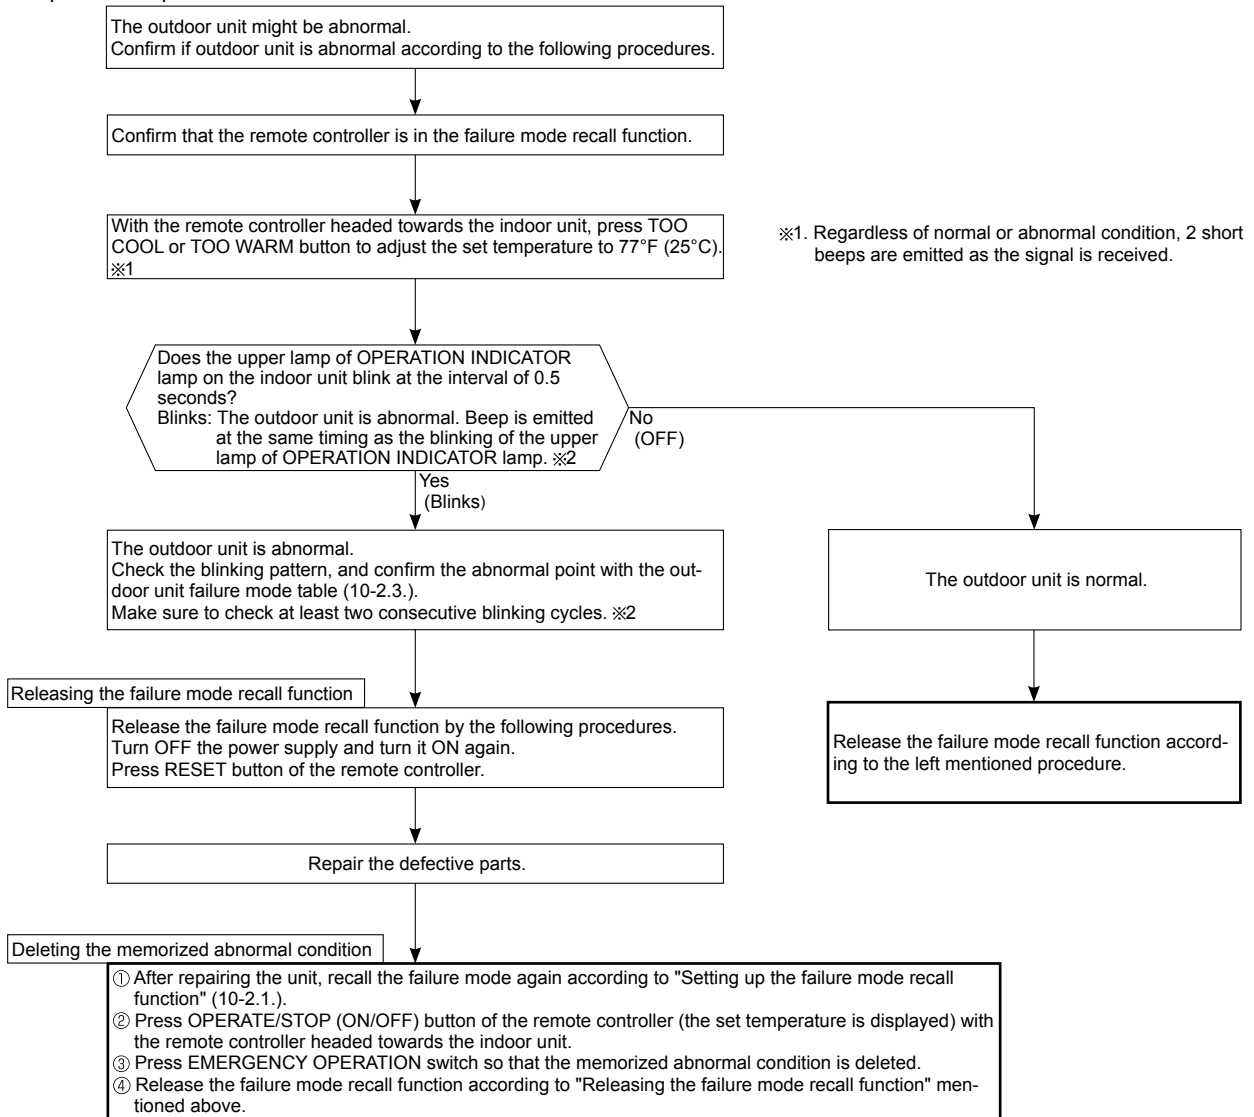 The outdoor unit might be abnormal.
Confirm if outdoor unit is abnormal according to the following procedures.
Confirm that the remote controller is in the failure mode recall function.
With the remote controller headed towards the indoor unit, press TOO
COOL or TOO WARM button to adjust the set temperature to 77°F (25°C).
※1
※1. Regardless of normal or abnormal condition, 2 short
beeps are emitted as the signal is received.
Does the upper lamp of OPERATION INDICATOR
lamp on the indoor unit blink at the interval of 0.5
seconds?
Blinks: The outdoor unit is abnormal. Beep is emitted
at the same timing as the blinking of the upper
lamp of OPERATION INDICATOR lamp. ※2
No
(OFF)
Yes
(Blinks)
The outdoor unit is abnormal.
Check the blinking pattern, and confirm the abnormal point with the out-
door unit failure mode table (10-2.3.).
Make sure to check at least two consecutive blinking cycles. ※2
The outdoor unit is normal.
Releasing the failure mode recall function
Release the failure mode recall function by the following procedures.
Turn OFF the power supply and turn it ON again.
Press RESET button of the remote controller.
Release the failure mode recall function accord-
ing to the left mentioned procedure.
Repair the defective parts.
Deleting the memorized abnormal condition
① After repairing the unit, recall the failure mode again according to "Setting up the failure mode recall
function" (10-2.1.).
② Press OPERATE/STOP (ON/OFF) button of the remote controller (the set temperature is displayed) with
the remote controller headed towards the indoor unit.
③ Press EMERGENCY OPERATION switch so that the memorized abnormal condition is deleted.
④ Release the failure mode recall function according to "Releasing the failure mode recall function" men-
tioned above.